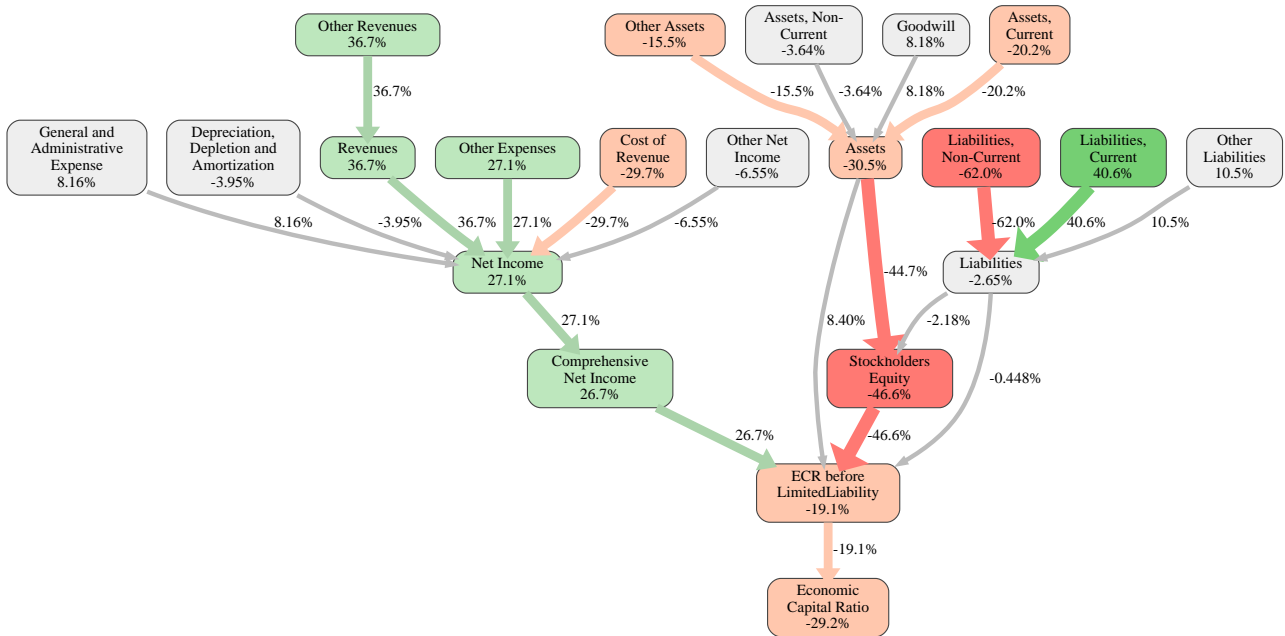 Other Revenues
36.7%
Other Assets
-15.5%
Assets, Non-
Current
-3.64%
Goodwill
8.18%
Assets,
Current
-20.2%
36.7%
-15.5%
-3.64%
8.18%
-20.2%
General and
Administrative
Expense
8.16%
Depreciation,
Depletion and
Amortization
-3.95%
Revenues
36.7%
Other Expenses
27.1%
Cost of
Revenue
-29.7%
Other Net
Income
-6.55%
Assets
-30.5%
Liabilities,
Non-Current
-62.0%
Liabilities,
Current
40.6%
Other
Liabilities
10.5%
8.16%
-3.95%
36.7%
27.1%
-29.7%
-6.55%
-62.0%
40.6%
10.5%
Net Income
27.1%
-44.7%
Liabilities
-2.65%
27.1%
8.40%
-2.18%
-0.448%
Comprehensive
Net Income
26.7%
Stockholders
Equity
-46.6%
26.7%
-46.6%
ECR before
LimitedLiability
-19.1%
-19.1%
Economic
Capital Ratio
-29.2%